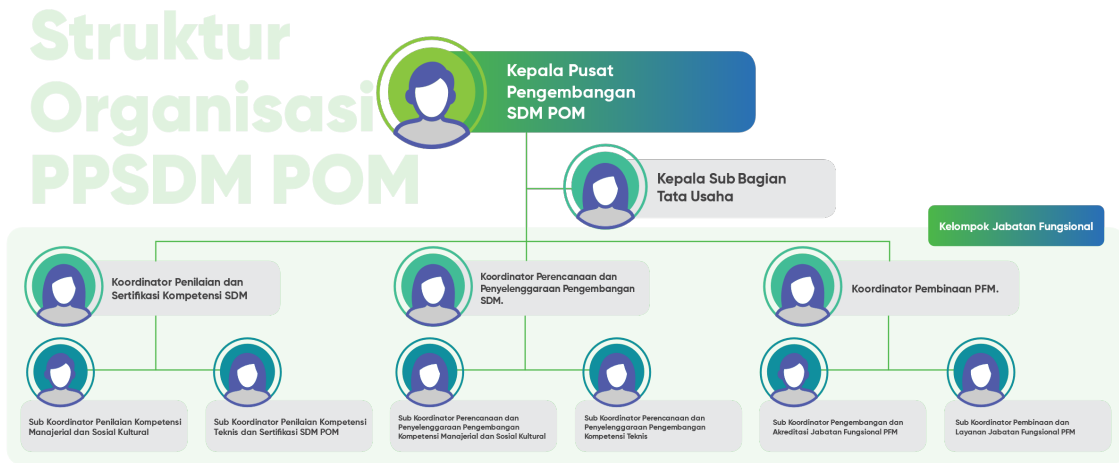 Struktur
Organisasi
PPSDM POM
Kepala Pusat
Pengembangan
SDM POM
Kepala Sub Bagian
Tata Usaha
Kelompok Jabatan Fungsional
Koordinator Penilaian dan
Sertifikasi Kompetensi SDM
Koordinator Perencanaan dan
Penyelenggaraan Pengembangan
SDM.
Koordinator Pembinaan PFM.
Sub Koordinator Penilaian Kompetensi
Manajerial dan Sosial Kultural
Sub Koordinator Penilaian Kompetensi
Teknis dan Sertifikasi SDM POM
Sub Koordinator Perencanaan dan
Penyelenggaraan Pengembangan
Kompetensi Manajerial dan Sosial Kultural
Sub Koordinator Perencanaan dan
Penyelenggaraan Pengembangan
Kompetensi Teknis
Sub Koordinator Pengembangan dan
Akreditasi Jabatan Fungsional PFM
Sub Koordinator Pembinaan dan
Layanan Jabatan Fungsional PFM